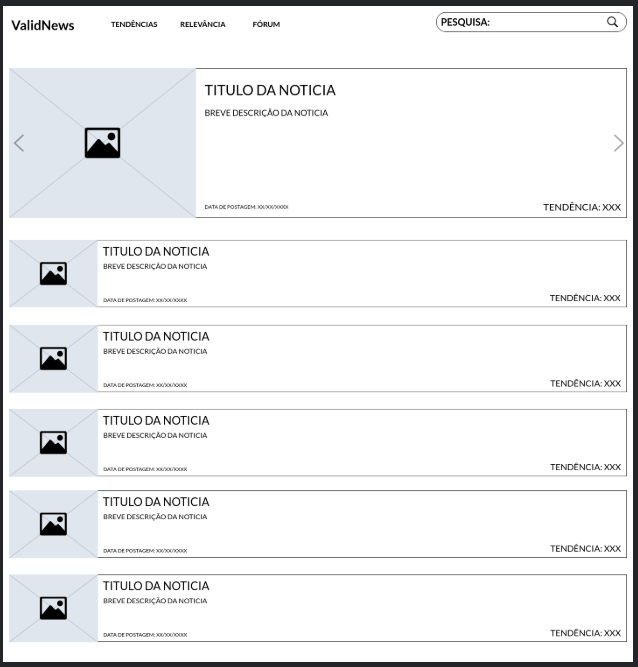 ValidNews
TENDÊNCIAS
RELEVÂNCIA
FÓRUM
PESQUISA:
TITULO DA NOTICIA
BREVE DESCRIÇÃO DA NOTICIA
DATA DE POSTAGEM: XX/XX/XXXX
TENDÊNCIA: XXX
TITULO DA NOTICIA
BREVE DESCRIÇÃO DA NOTICIA
DATA DE POSTAGEM: XX/XX/XXXX
TENDÊNCIA: XXX
TITULO DA NOTICIA
BREVE DESCRIÇÃO DA NOTICIA
DATA DE POSTAGEM: XX/XX/XXXX
TENDÊNCIA: XXX
TITULO DA NOTICIA
BREVE DESCRIÇÃO DA NOTICIA
DATA DE POSTAGEM: XX/XX/XXXX
TENDÊNCIA: XXX
TITULO DA NOTICIA
BREVE DESCRIÇÃO DA NOTICIA
DATA DE POSTAGEM: XX/XX/XXXX
TENDÊNCIA: XXX
TITULO DA NOTICIA
BREVE DESCRIÇÃO DA NOTICIA
DATA DE POSTAGEM: XX/XX/XXXX
TENDÊNCIA: XXX